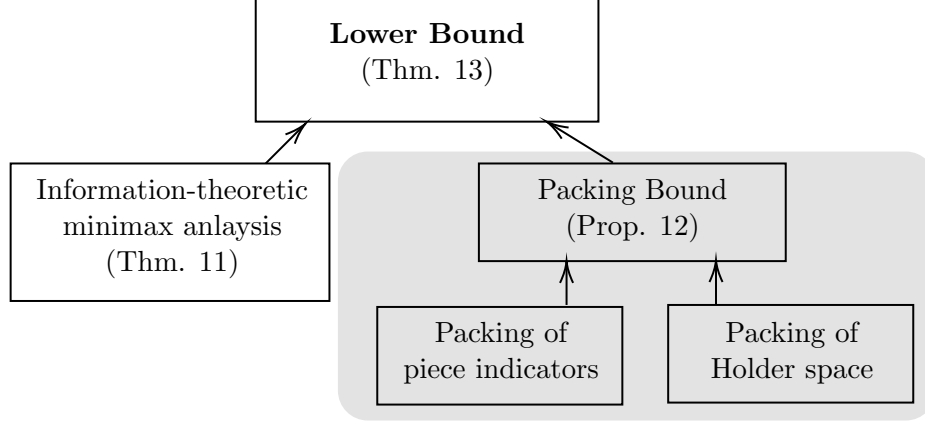 Lower Bound
(Thm. 13)
Information-theoretic
minimax anlaysis
(Thm. 11)
Packing Bound
(Prop. 12)
Packing of
piece indicators
Packing of
Holder space